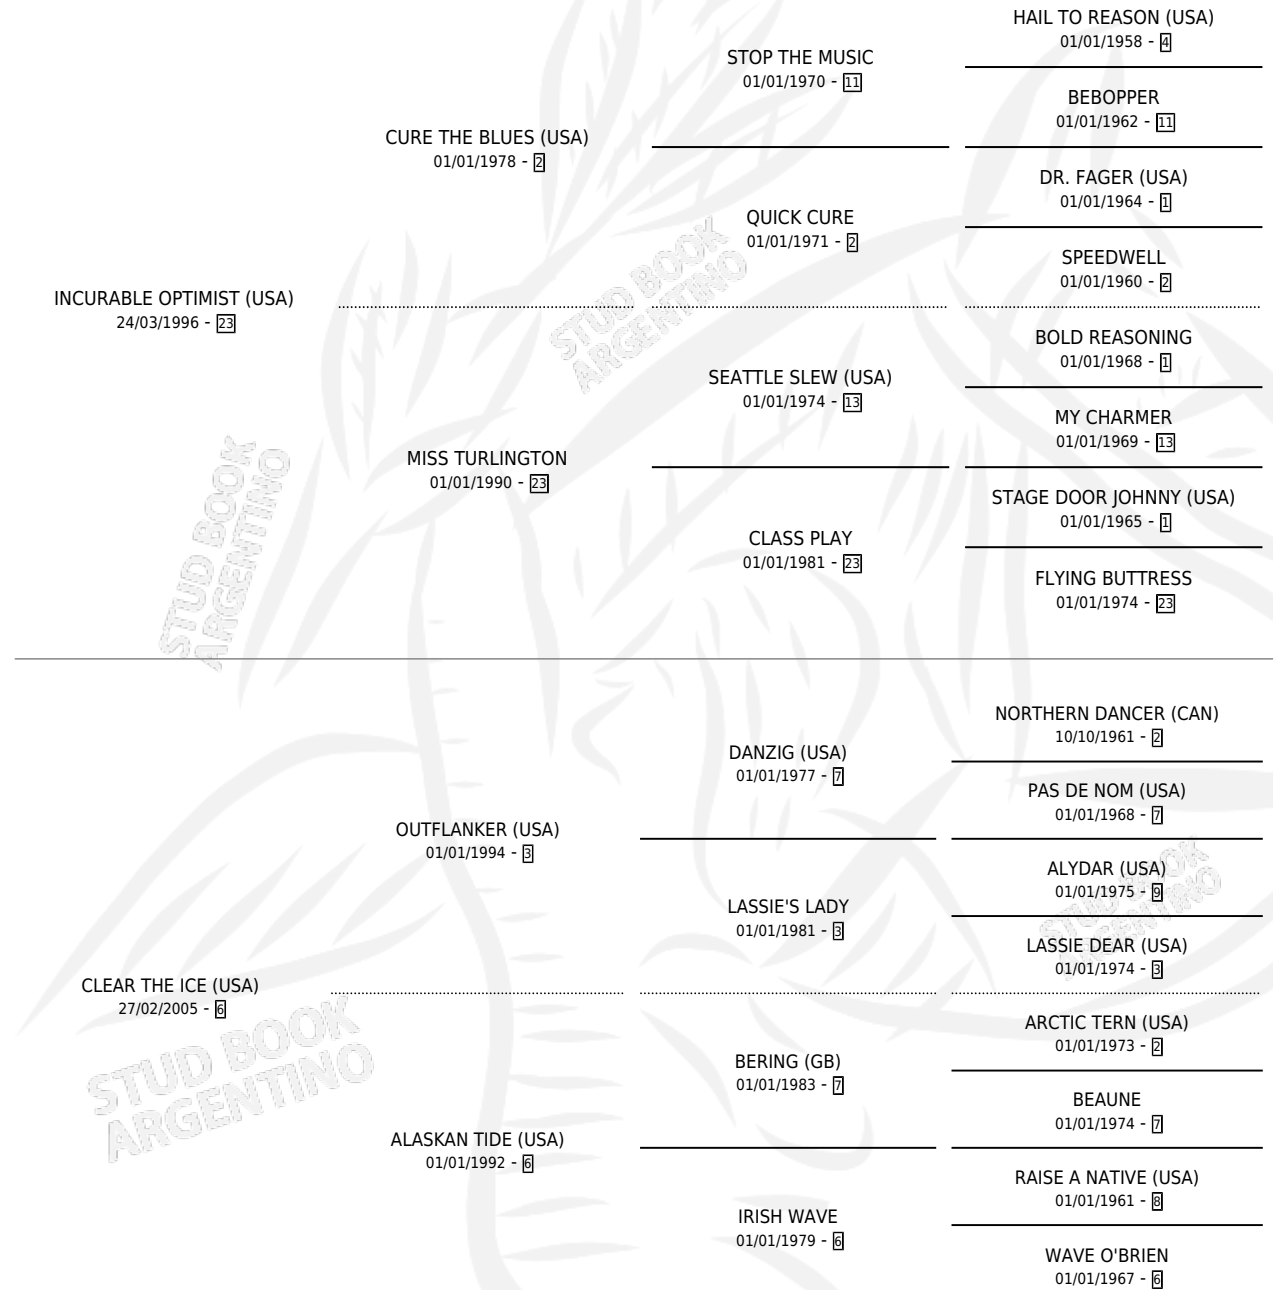 HAIL TO REASON (USA)
01/01/1958 - 4
STOP THE MUSIC
01/01/1970 - 11
BEBOPPER
01/01/1962 - 11
CURE THE BLUES (USA)
01/01/1978 - 2
DR. FAGER (USA)
01/01/1964 - 1
QUICK CURE
01/01/1971 - 2
SPEEDWELL
01/01/1960 - 2
INCURABLE OPTIMIST (USA)
24/03/1996 - 23
BOLD REASONING
01/01/1968 - 1
SEATTLE SLEW (USA)
01/01/1974 - 13
MY CHARMER
01/01/1969 - 13
MISS TURLINGTON
01/01/1990 - 23
STAGE DOOR JOHNNY (USA)
01/01/1965 - 1
CLASS PLAY
01/01/1981 - 23
FLYING BUTTRESS
01/01/1974 - 23
NORTHERN DANCER (CAN)
10/10/1961 - 2
DANZIG (USA)
01/01/1977 - 7
PAS DE NOM (USA)
01/01/1968 - 7
OUTFLANKER (USA)
01/01/1994 - 3
ALYDAR (USA)
01/01/1975 - 9
LASSIE'S LADY
01/01/1981 - 3
LASSIE DEAR (USA)
01/01/1974 - 3
CLEAR THE ICE (USA)
27/02/2005 - 6
ARCTIC TERN (USA)
01/01/1973 - 2
BERING (GB)
01/01/1983 - 7
BEAUNE
01/01/1974 - 7
ALASKAN TIDE (USA)
01/01/1992 - 6
RAISE A NATIVE (USA)
01/01/1961 - 8
IRISH WAVE
01/01/1979 - 6
WAVE O'BRIEN
01/01/1967 - 6
STUD BOOK
ARGENTINO
STUD BOOK
ARGENTINO
STUD BOOK
ARGENTINO
STUD BOOK
ARGENTINO